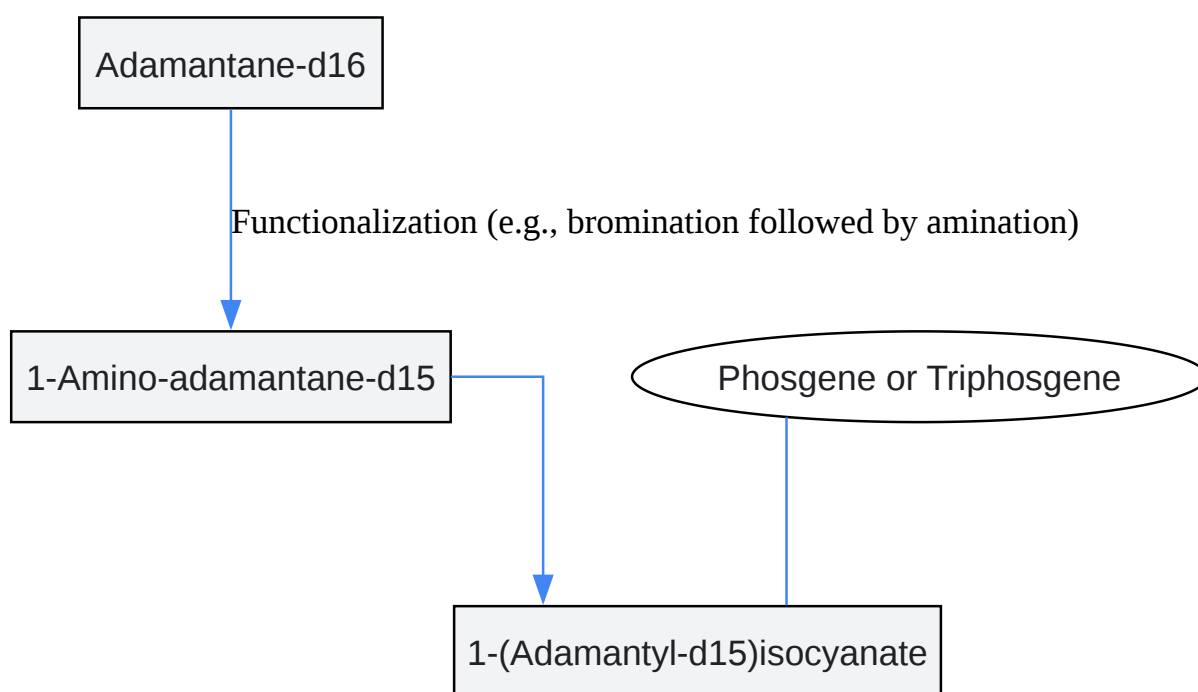 Adamantane-d16
Functionalization (e.g., bromination followed by amination)
1-Amino-adamantane-d15
Phosgene or Triphosgene
1-(Adamantyl-d15)isocyanate